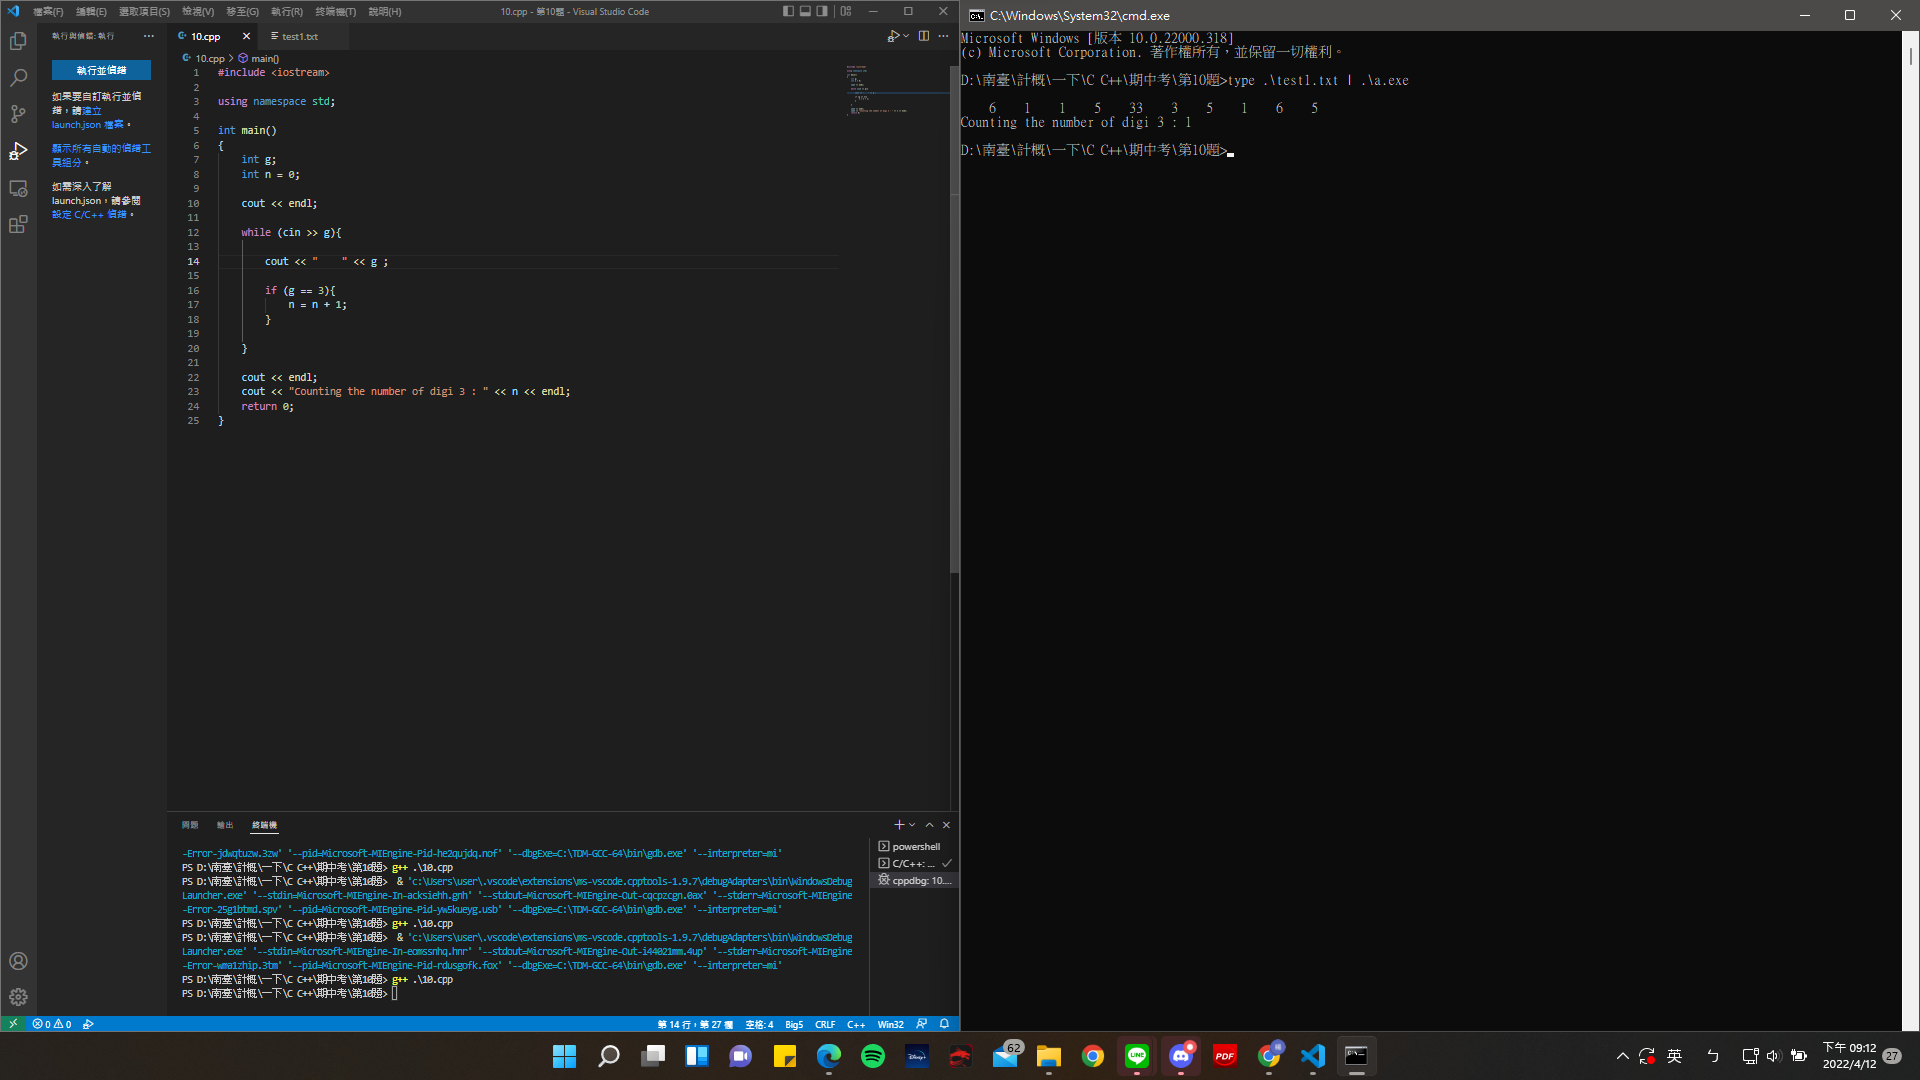 檔案(F) 編輯(E) 選取項目(S) 檢視(V) 移至(G) 執行(R) 終端機(T) 說明(H)
10.cpp - 第10題 - Visual Studio Code
執行與偵錯: 執行
執行並偵錯
如果要自訂執行並偵
錯，請建立
launch.json 檔案。
顯示所有自動的偵錯工
具組分。
如需深入了解
launch.json，請參閱
設定 C/C++ 偵錯。
10.cpp
test1.txt
10.cpp > main()
1 #include <iostream>
2
3 using namespace std;
4
5 int main()
6 {
7 int g;
8 int n = 0;
9
10 cout << endl;
11
12 while (cin >> g){
13
14 cout << "    " << g ;
15
16 if (g == 3){
17 n = n + 1;
18 }
19
20 }
21
22 cout << endl;
23 cout << "Counting the number of digi 3 : " << n << endl;
24 return 0;
25 }
問題 輸出 終端機
-Error-jdwqtuzw.3zw' '--pid=Microsoft-MIEngine-Pid-he2qujdq.nof' '--dbgExe=C:\TDM-GCC-64\bin\gdb.exe' '--interpreter=mi'
PS D:\南臺\計概\一下\C C++\期中考\第10題> g++ .\10.cpp
PS D:\南臺\計概\一下\C C++\期中考\第10題> & 'c:\Users\user\.vscode\extensions\ms-vscode.cpptools-1.9.7\debugAdapters\bin\WindowsDebug
Launcher.exe' '--stdin=Microsoft-MIEngine-In-acksiehh.gnh' '--stdout=Microsoft-MIEngine-Out-cqcpzcgn.0ax' '--stderr=Microsoft-MIEngine
-Error-25g1btmd.spv' '--pid=Microsoft-MIEngine-Pid-yw5kueyg.usb' '--dbgExe=C:\TDM-GCC-64\bin\gdb.exe' '--interpreter=mi'
PS D:\南臺\計概\一下\C C++\期中考\第10題> g++ .\10.cpp
PS D:\南臺\計概\一下\C C++\期中考\第10題> & 'c:\Users\user\.vscode\extensions\ms-vscode.cpptools-1.9.7\debugAdapters\bin\WindowsDebug
Launcher.exe' '--stdin=Microsoft-MIEngine-In-eomssnhq.hnr' '--stdout=Microsoft-MIEngine-Out-i44021mm.4up' '--stderr=Microsoft-MIEngine
-Error-wma1zhip.3tm' '--pid=Microsoft-MIEngine-Pid-rdusgofk.fox' '--dbgExe=C:\TDM-GCC-64\bin\gdb.exe' '--interpreter=mi'
PS D:\南臺\計概\一下\C C++\期中考\第10題> g++ .\10.cpp
PS D:\南臺\計概\一下\C C++\期中考\第10題>
powershell
C/C++: ...
cppdbg: 10....
0 0
第 14 行，第 27 欄 空格: 4 Big5 CRLF C++ Win32
C:\Windows\System32\cmd.exe
Microsoft Windows [版本 10.0.22000.318]
(c) Microsoft Corporation. 著作權所有，並保留一切權利。
D:\南臺\計概\一下\C C++\期中考\第10題>type .\test1.txt | .\a.exe
6 1 1 5 33 3 5 1 6 5
Counting the number of digi 3 : 1
D:\南臺\計概\一下\C C++\期中考\第10題>
Disney+
62
LINE
PDF
英
ㄅ
下午 09:12
2022/4/12
27